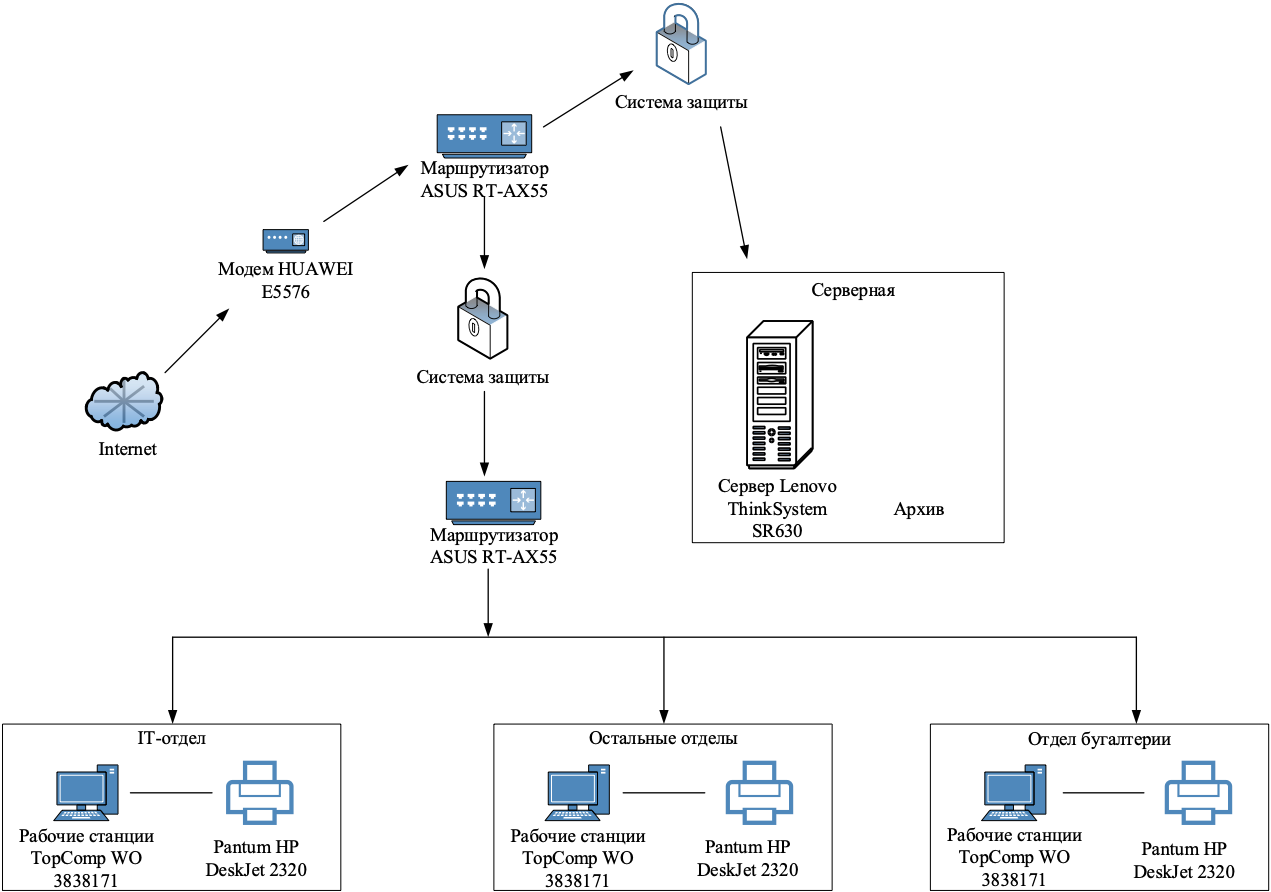 Система защиты
Маршрутизатор
ASUS RT-AX55
Модем HUAWEI
E5576
Internet
Система защиты
Серверная
Сервер Lenovo
ThinkSystem
SR630
Архив
Маршрутизатор
ASUS RT-AX55
IT-отдел
Рабочие станции
TopComp WO
3838171
Pantum HP
DeskJet 2320
Остальные отделы
Рабочие станции
TopComp WO
3838171
Pantum HP
DeskJet 2320
Отдел бугалтерии
Рабочие станции
TopComp WO
3838171
Pantum HP
DeskJet 2320